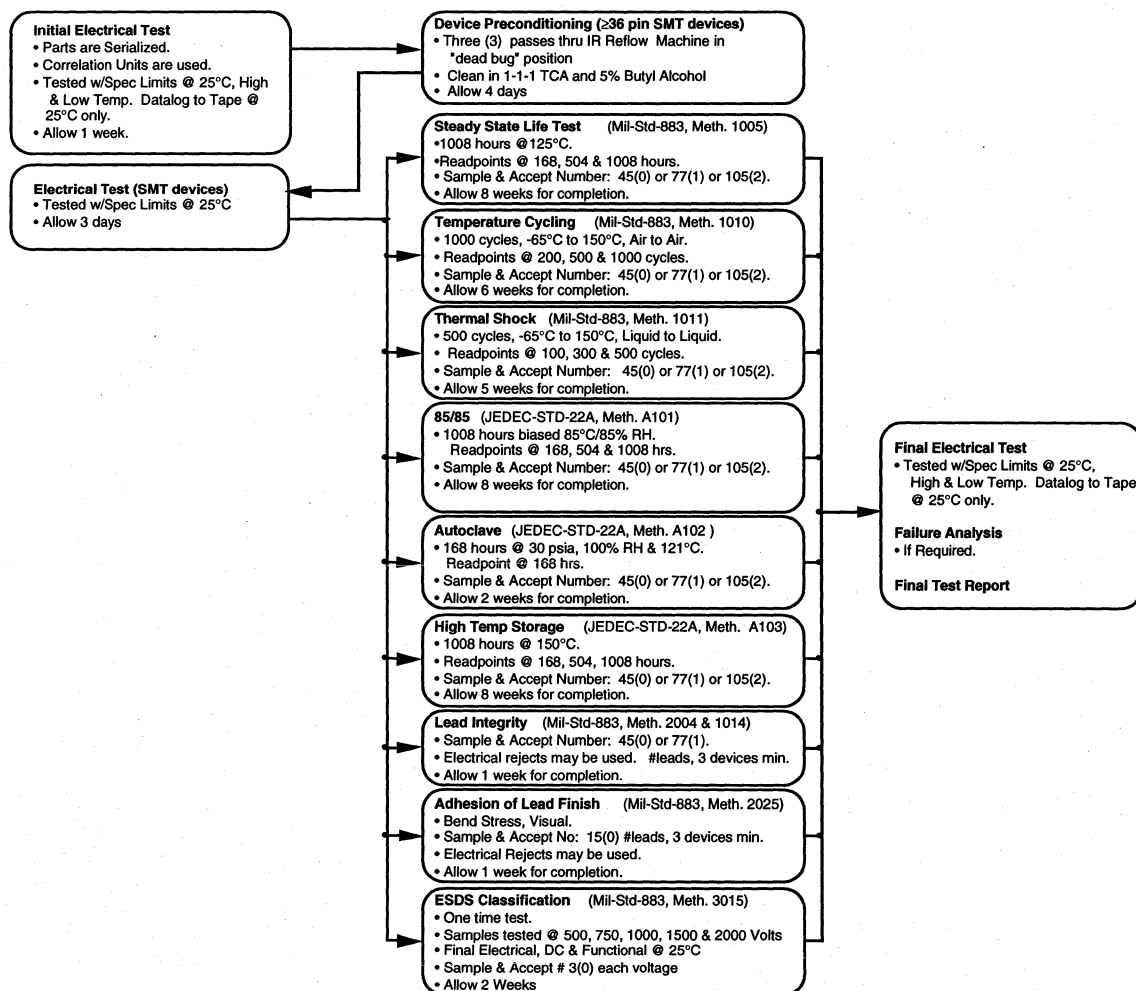 Initial Electrical Test
• Parts are Serialized.
• Correlation Units are used.
• Tested w/Spec Limits @ 25°C, High
& Low Temp. Datalog to Tape @
25°C only.
• Allow 1 week.
Device Preconditioning (≥36 pin SMT devices)
• Three (3) passes thru IR Reflow Machine in
"dead bug" position
• Clean in 1-1-1 TCA and 5% Butyl Alcohol
• Allow 4 days
Electrical Test (SMT devices)
• Tested w/Spec Limits @ 25°C
• Allow 3 days
Steady State Life Test (Mil-Std-883, Meth. 1005)
•1008 hours @125°C.
•Readpoints @ 168, 504 & 1008 hours.
• Sample & Accept Number: 45(0) or 77(1) or 105(2).
• Allow 8 weeks for completion.
Temperature Cycling (Mil-Std-883, Meth. 1010)
• 1000 cycles, -65°C to 150°C, Air to Air.
• Readpoints @ 200, 500 & 1000 cycles.
• Sample & Accept Number: 45(0) or 77(1) or 105(2).
• Allow 6 weeks for completion.
Thermal Shock (Mil-Std-883, Meth. 1011)
• 500 cycles, -65°C to 150°C, Liquid to Liquid.
• Readpoints @ 100, 300 & 500 cycles.
• Sample & Accept Number: 45(0) or 77(1) or 105(2).
• Allow 5 weeks for completion.
85/85 (JEDEC-STD-22A, Meth. A101)
• 1008 hours biased 85°C/85% RH.
Readpoints @ 168, 504 & 1008 hrs.
• Sample & Accept Number: 45(0) or 77(1) or 105(2).
• Allow 8 weeks for completion.
Autoclave (JEDEC-STD-22A, Meth. A102 )
• 168 hours @ 30 psia, 100% RH & 121°C.
Readpoint @ 168 hrs.
• Sample & Accept Number: 45(0) or 77(1) or 105(2).
• Allow 2 weeks for completion.
High Temp Storage (JEDEC-STD-22A, Meth. A103)
• 1008 hours @ 150°C.
• Readpoints @ 168, 504, 1008 hours.
• Sample & Accept Number: 45(0) or 77(1) or 105(2).
• Allow 8 weeks for completion.
Lead Integrity (Mil-Std-883, Meth. 2004 & 1014)
• Sample & Accept Number: 45(0) or 77(1).
• Electrical rejects may be used. #leads, 3 devices min.
• Allow 1 week for completion.
Adhesion of Lead Finish (Mil-Std-883, Meth. 2025)
• Bend Stress, Visual.
• Sample & Accept No: 15(0) #leads, 3 devices min.
• Electrical Rejects may be used.
• Allow 1 week for completion.
ESDS Classification (Mil-Std-883, Meth. 3015)
• One time test.
• Samples tested @ 500, 750, 1000, 1500 & 2000 Volts
• Final Electrical, DC & Functional @ 25°C
• Sample & Accept # 3(0) each voltage
• Allow 2 Weeks
Final Electrical Test
• Tested w/Spec Limits @ 25°C,
High & Low Temp. Datalog to Tape
@ 25°C only.
Failure Analysis
• If Required.
Final Test Report